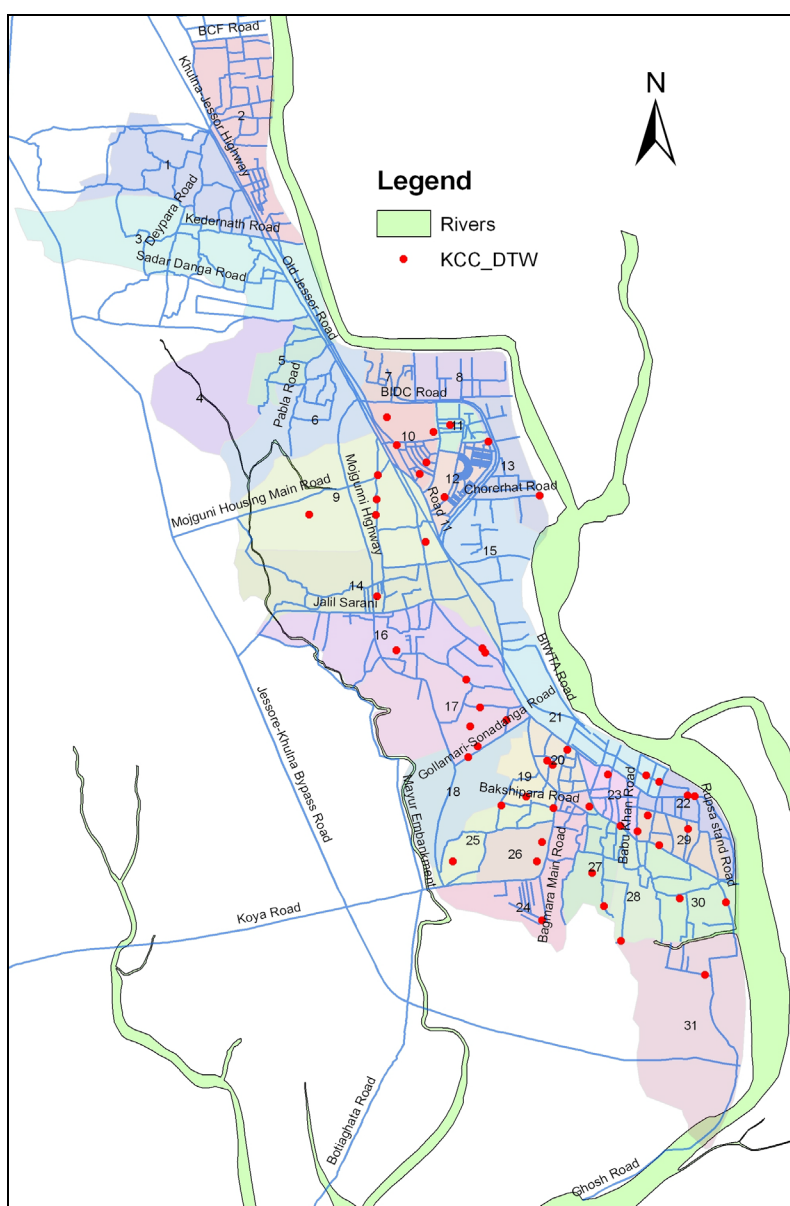 BCF Road
Khulna-Jessor Highway
2
N
1
Legend
Deypara Road
Rivers
Kedernath Road
3
KCC_DTW
Sadar Danga Road
Old Jessor Road
5
7
8
4
Pabla Road
BIDC Road
6
11
10
13
12
Chorerhat Road
Mojguni Housing Main Road
9
Mojgunni Highway
Road 11
15
14
Jalil Sarani
16
BIWTA Road
17
21
Gollamari-Sonadanga Road
Jessore-Khulna Bypass Road
20
19
18
Bakshipara Road
23
22
Mayur Embankment
Babu Khan Road
Rupsa stand Road
25
26
29
27
28
30
24
Bagmara Main Road
Koya Road
31
Botiaghata Road
Ghosh Road